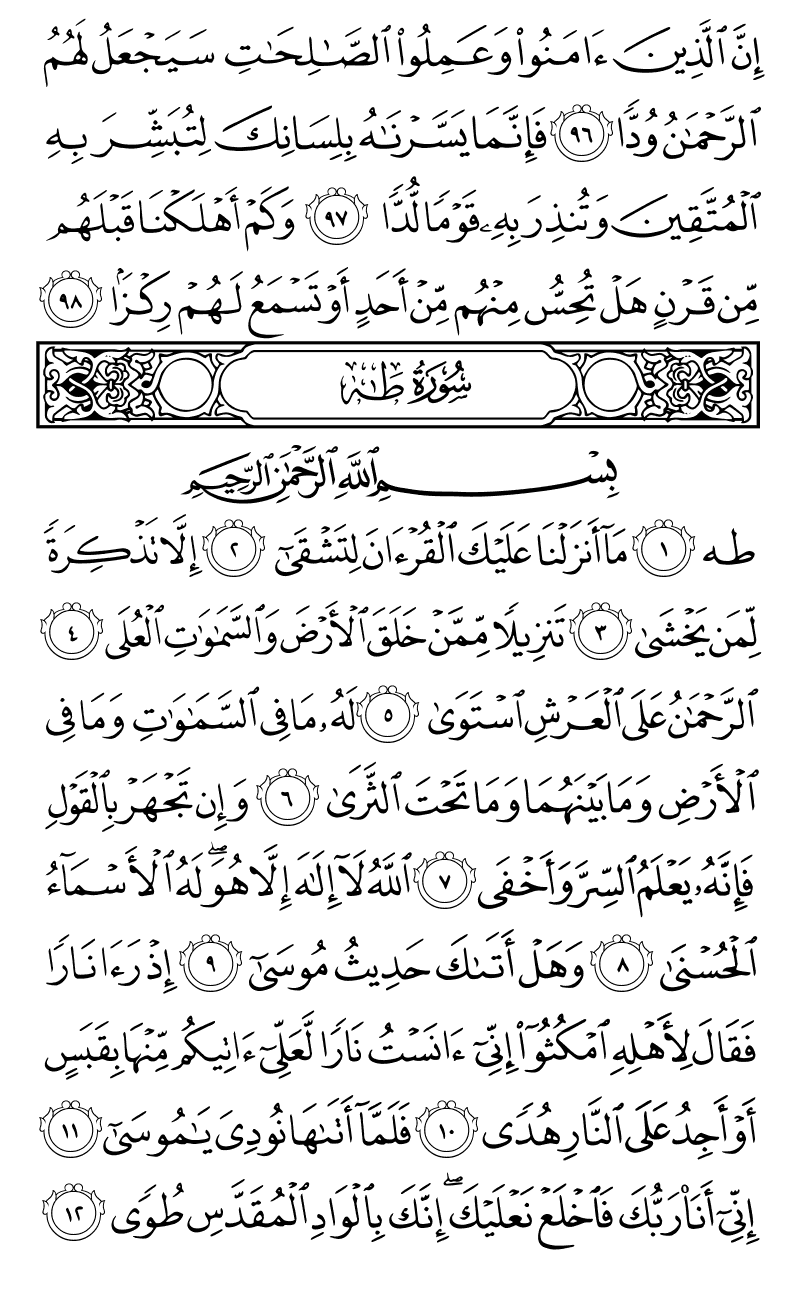 إِنَّ ٱلَّذِينَ ءَامَنُوا۟ وَعَمِلُوا۟ ٱلصَّـٰلِحَـٰتِ سَيَجْعَلُ لَهُمُ
ٱلرَّحْمَـٰنُ وُدًّا ٩٦ فَإِنَّمَا يَسَّرْنَـٰهُ بِلِسَانِكَ لِتُبَشِّرَ بِهِ
ٱلْمُتَّقِينَ وَتُنذِرَ بِهِۦ قَوْمًا لُّدًّا ٩٧ وَكَمْ أَهْلَكْنَا قَبْلَهُم
مِّن قَرْنٍ هَلْ تُحِسُّ مِنْهُم مِّنْ أَحَدٍ أَوْ تَسْمَعُ لَهُمْ رِكْزًۢا ٩٨
سُورَةُ طه
بِسْمِ ٱللَّهِ ٱلرَّحْمَـٰنِ ٱلرَّحِيمِ
طه ١ مَآ أَنزَلْنَا عَلَيْكَ ٱلْقُرْءَانَ لِتَشْقَىٰٓ ٢ إِلَّا تَذْكِرَةً
لِّمَن يَخْشَىٰ ٣ تَنزِيلًا مِّمَّنْ خَلَقَ ٱلْأَرْضَ وَٱلسَّمَـٰوَٰتِ ٱلْعُلَى ٤
ٱلرَّحْمَـٰنُ عَلَى ٱلْعَرْشِ ٱسْتَوَىٰ ٥ لَهُۥ مَا فِى ٱلسَّمَـٰوَٰتِ وَمَا فِى
ٱلْأَرْضِ وَمَا بَيْنَهُمَا وَمَا تَحْتَ ٱلثَّرَىٰ ٦ وَإِن تَجْهَرْ بِٱلْقَوْلِ
فَإِنَّهُۥ يَعْلَمُ ٱلسِّرَّ وَأَخْفَى ٧ ٱللَّهُ لَآ إِلَـٰهَ إِلَّا هُوَ ۖ لَهُ ٱلْأَسْمَآءُ
ٱلْحُسْنَىٰ ٨ وَهَلْ أَتَىٰكَ حَدِيثُ مُوسَىٰٓ ٩ إِذْ رَءَا نَارًا
فَقَالَ لِأَهْلِهِ ٱمْكُثُوٓا۟ إِنِّىٓ ءَانَسْتُ نَارًا لَّعَلِّىٓ ءَاتِيكُم مِّنْهَا بِقَبَسٍ
أَوْ أَجِدُ عَلَى ٱلنَّارِ هُدًى ١٠ فَلَمَّآ أَتَىٰهَا نُودِىَ يَـٰمُوسَىٰٓ ١١
إِنِّىٓ أَنَا۠ رَبُّكَ فَٱخْلَعْ نَعْلَيْكَ ۖ إِنَّكَ بِٱلْوَادِ ٱلْمُقَدَّسِ طُوًى ١٢